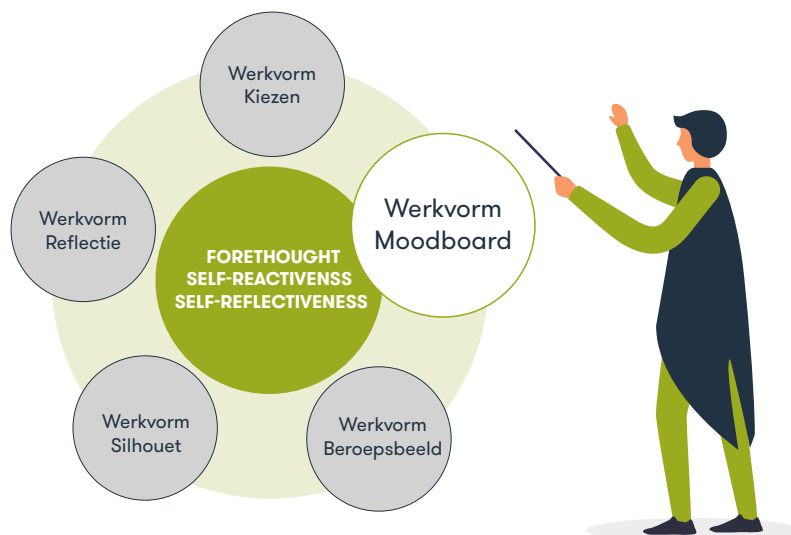 Werkvorm
Kiezen
Werkvorm
Moodboard
Werkvorm
Reflectie
FORETHOUGHT
SELF-REACTIVENSS
SELF-REFLECTIVENESS
Werkvorm
Silhouet
Werkvorm
Beroepsbeeld